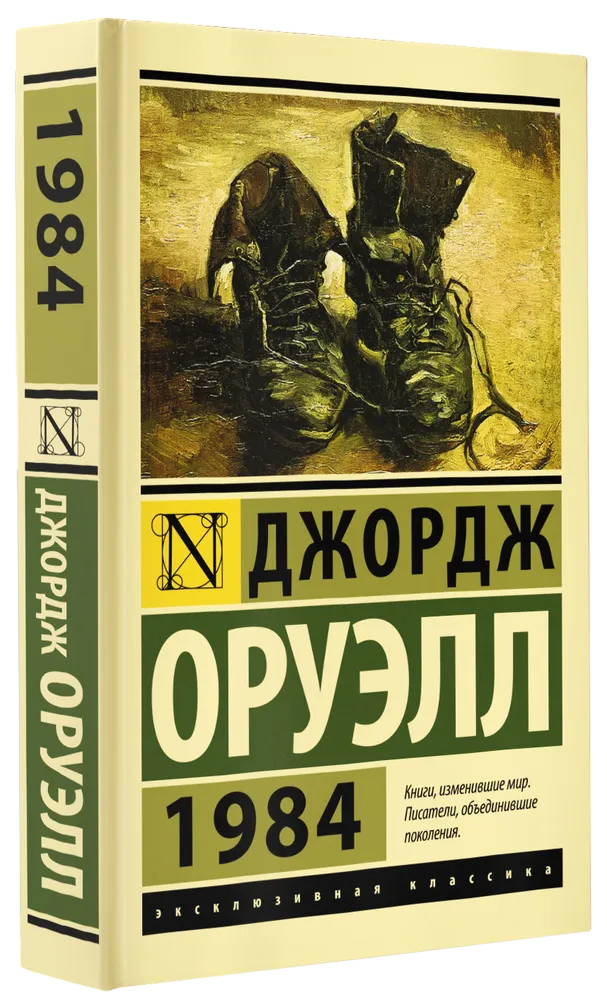 1984
N
ДЖОРДЖ ОРУЭЛЛ
N
ДЖОРДЖ
ОРУЭЛЛ
1984
Книги, изменившие мир.
Писатели, объединившие
поколения.
эксклюзивная классика